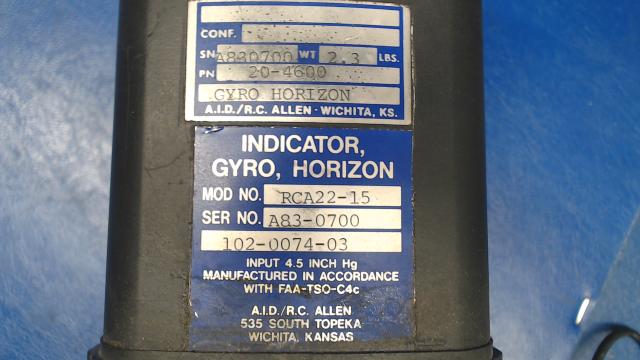 CONF.
SN A830700 WT 2.3 LBS.
PN 20-4600
GYRO HORIZON
A.I.D./R.C. ALLEN - WICHITA, KS.
INDICATOR,
GYRO, HORIZON
MOD NO. RCA22-15
SER NO. A83-0700
102-0074-03
INPUT 4.5 INCH Hg
MANUFACTURED IN ACCORDANCE
WITH FAA-TSO-C4c
A.I.D./R.C. ALLEN
535 SOUTH TOPEKA
WICHITA, KANSAS